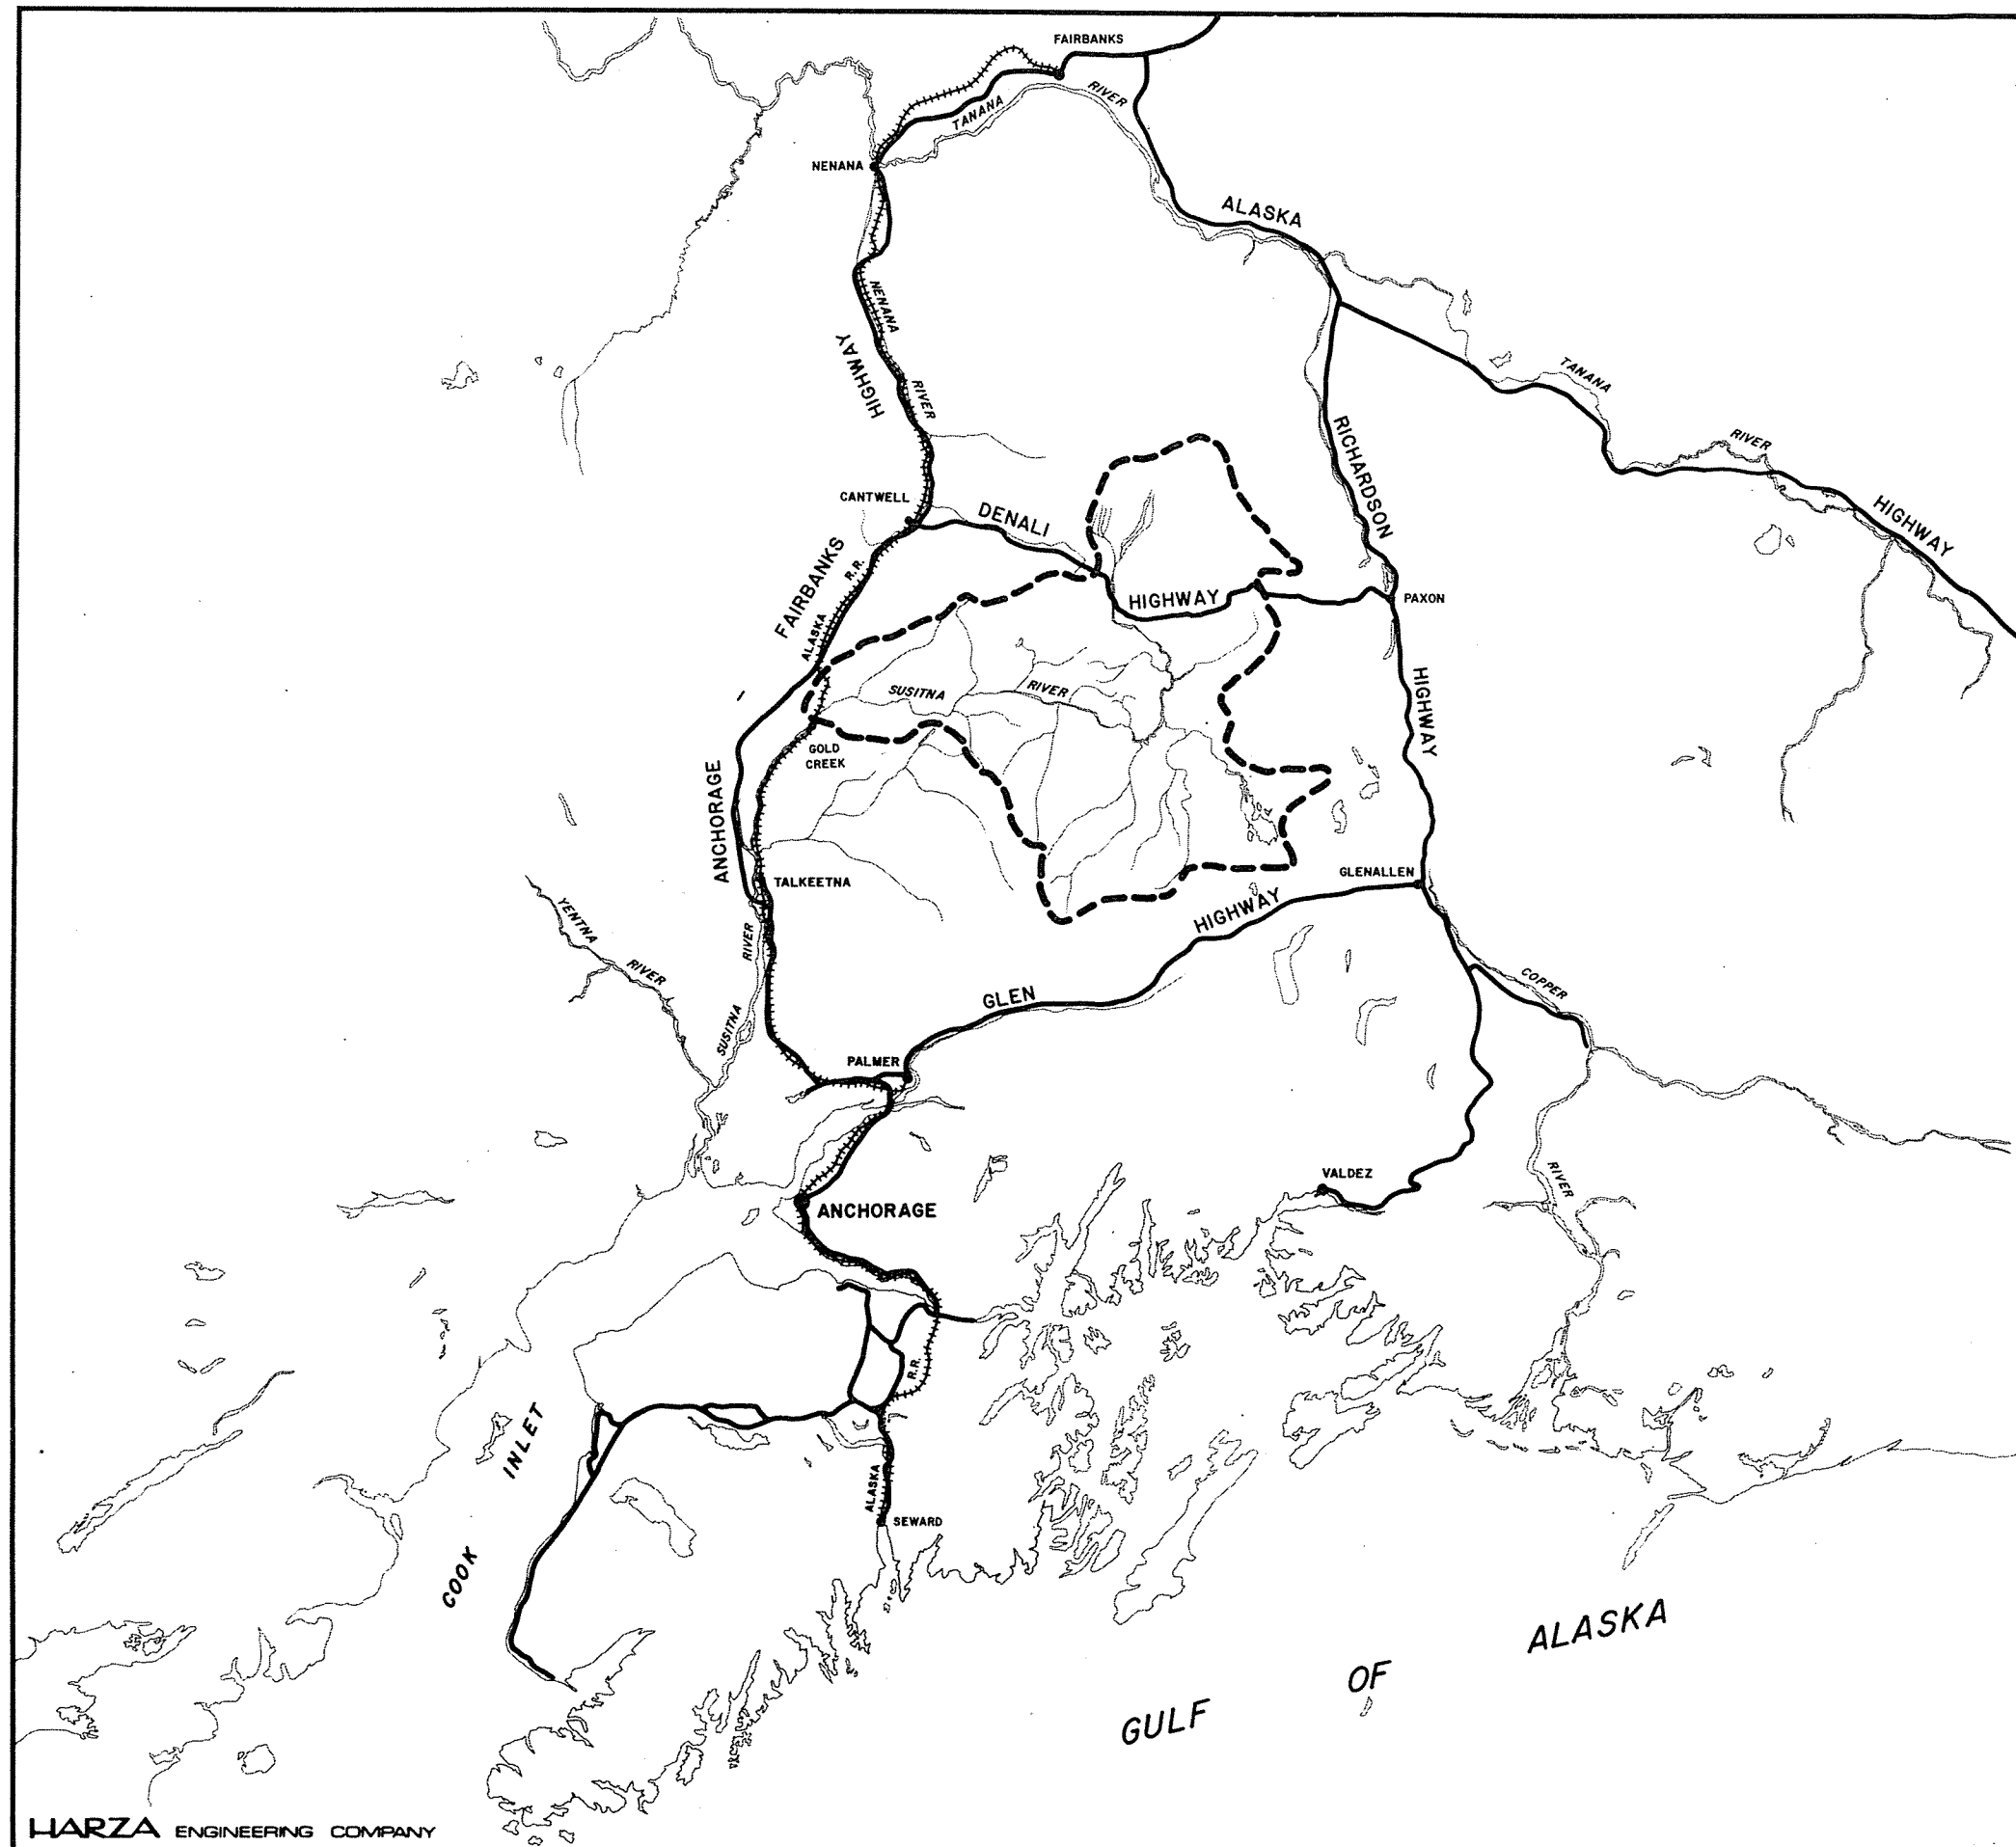 FAIRBANKS
RIVER
TANANA
NENANA
ALASKA
NENANA
RIVER
HIGHWAY
TANANA
RIVER
HIGHWAY
RICHARDSON
CANTWELL
DENALI
HIGHWAY
PAXON
FAIRBANKS
ALASKA R.R.
SUSITNA
RIVER
HIGHWAY
GOLD
CREEK
ANCHORAGE
TALKEETNA
GLENALLEN
HIGHWAY
YENTNA
RIVER
RIVER
SUSITNA
GLEN
COPPER
PALMER
VALDEZ
RIVER
ANCHORAGE
R.R.
INLET
COOK
ALASKA
SEWARD
GULF
OF
ALASKA
HARZA ENGINEERING COMPANY